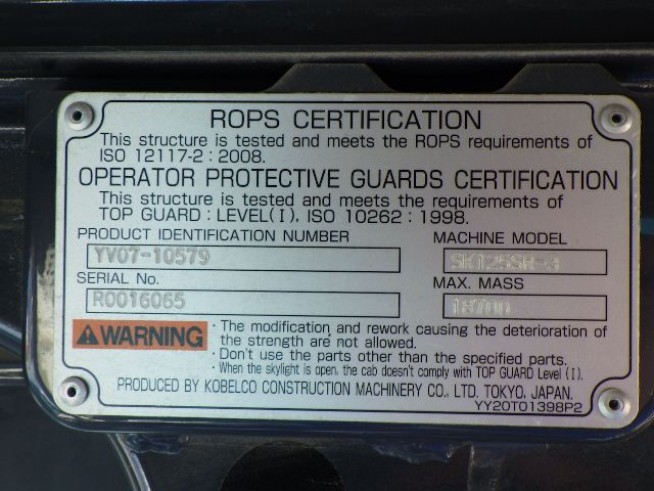 ROPS CERTIFICATION
This structure is tested and meets the ROPS requirements of
ISO 12117-2 : 2008.
OPERATOR PROTECTIVE GUARDS CERTIFICATION
This structure is tested and meets the requirements of
TOP GUARD : LEVEL(I), ISO 10262 : 1998.
PRODUCT IDENTIFICATION NUMBER
YV07-10579
MACHINE MODEL
SK125SR-3
SERIAL No.
R0016065
MAX. MASS
WARNING
· The modification and rework causing the deterioration of
the strength are not allowed.
· Don't use the parts other than the specified parts.
· When the skylight is open, the cab doesn't comply with TOP GUARD Level (I).
PRODUCED BY KOBELCO CONSTRUCTION MACHINERY CO., LTD. TOKYO, JAPAN.
YY20T01398P2